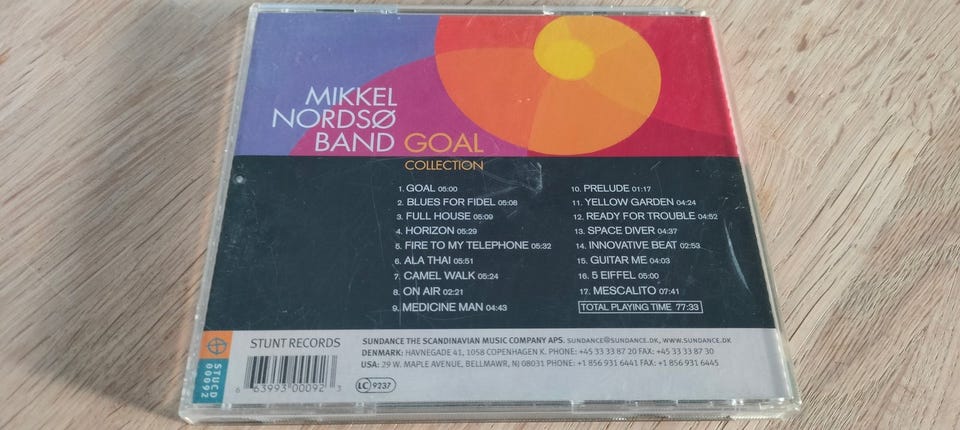 MIKKEL
NORDSØ
BAND GOAL
COLLECTION
1. GOAL 05:00
2. BLUES FOR FIDEL 05:08
3. FULL HOUSE 05:09
4. HORIZON 05:29
5. FIRE TO MY TELEPHONE 05:32
6. ALA THAI 05:51
7. CAMEL WALK 05:24
8. ON AIR 02:21
9. MEDICINE MAN 04:43
10. PRELUDE 01:17
11. YELLOW GARDEN 04:24
12. READY FOR TROUBLE 04:52
13. SPACE DIVER 04:37
14. INNOVATIVE BEAT 02:53
15. GUITAR ME 04:03
16. 5 EIFFEL 05:00
17. MESCALITO 07:41
TOTAL PLAYING TIME 77:33
STUCD
00092
STUNT RECORDS
6 63993 00092 3
SUNDANCE THE SCANDINAVIAN MUSIC COMPANY APS. SUNDANCE@SUNDANCE.DK, WWW.SUNDANCE.DK
DENMARK: HAVNEGADE 41, 1058 COPENHAGEN K. PHONE: +45 33 33 87 20 FAX: +45 33 33 87 30
USA: 29 W. MAPLE AVENUE, BELLMAWR, NJ 08031 PHONE: +1 856 931 6441 FAX: +1 856 931 6445
LC 9237